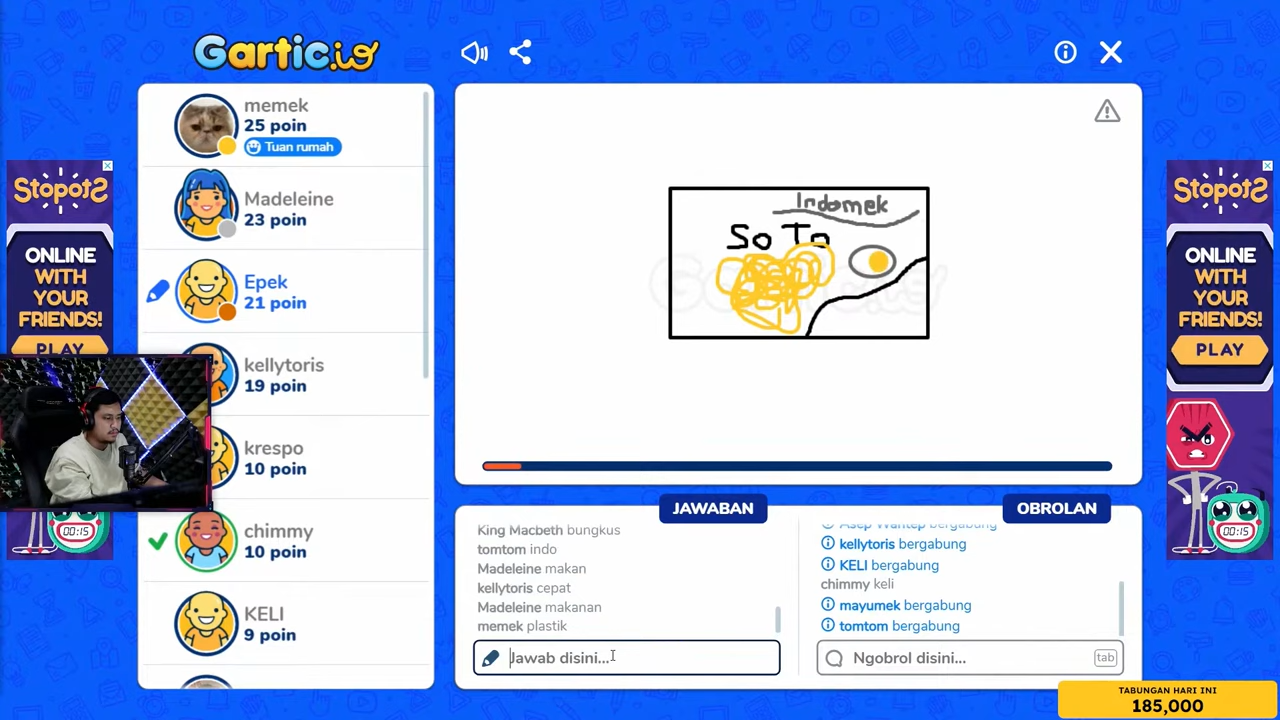 Gartic.io
memek
25 poin
Tuan rumah
Madeleine
23 poin
Epek
21 poin
kellytoris
19 poin
krespo
10 poin
chimmy
10 poin
KELI
9 poin
Indomek
So To
JAWABAN
King Macbeth bungkus
tomtom indo
Madeleine makan
kellytoris cepat
Madeleine makanan
memek plastik
Jawab disini...
OBROLAN
Asep Wantep bergabung
kellytoris bergabung
KELI bergabung
chimmy keli
mayumek bergabung
tomtom bergabung
Ngobrol disini...
tab
StopotS
ONLINE
WITH
YOUR
FRIENDS!
PLAY
00:15
StopotS
ONLINE
WITH
YOUR
FRIENDS!
PLAY
00:15
TABUNGAN HARI INI
185,000